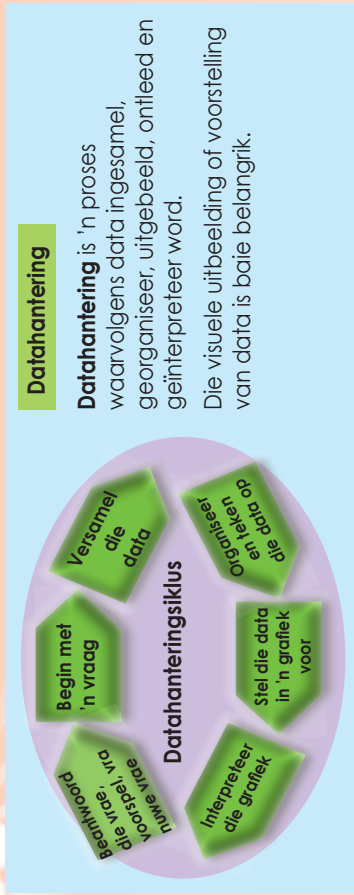 Datahantering
Datahantering is 'n proses
waarvolgens data ingesamel,
georganiseer, uitgebeeld, ontleed en
geïnterpreteer word.
Die visuele uitbeelding of voorstelling
van data is baie belangrik.
Datahanteringsiklus
Begin met
'n vraag
Versamel
die
data
Organiseer
en teken
die data op
Stel die data
in 'n grafiek
voor
Interpreteer
die grafiek
Beantwoord
die vrae,
voorspel, vra
nuwe vrae